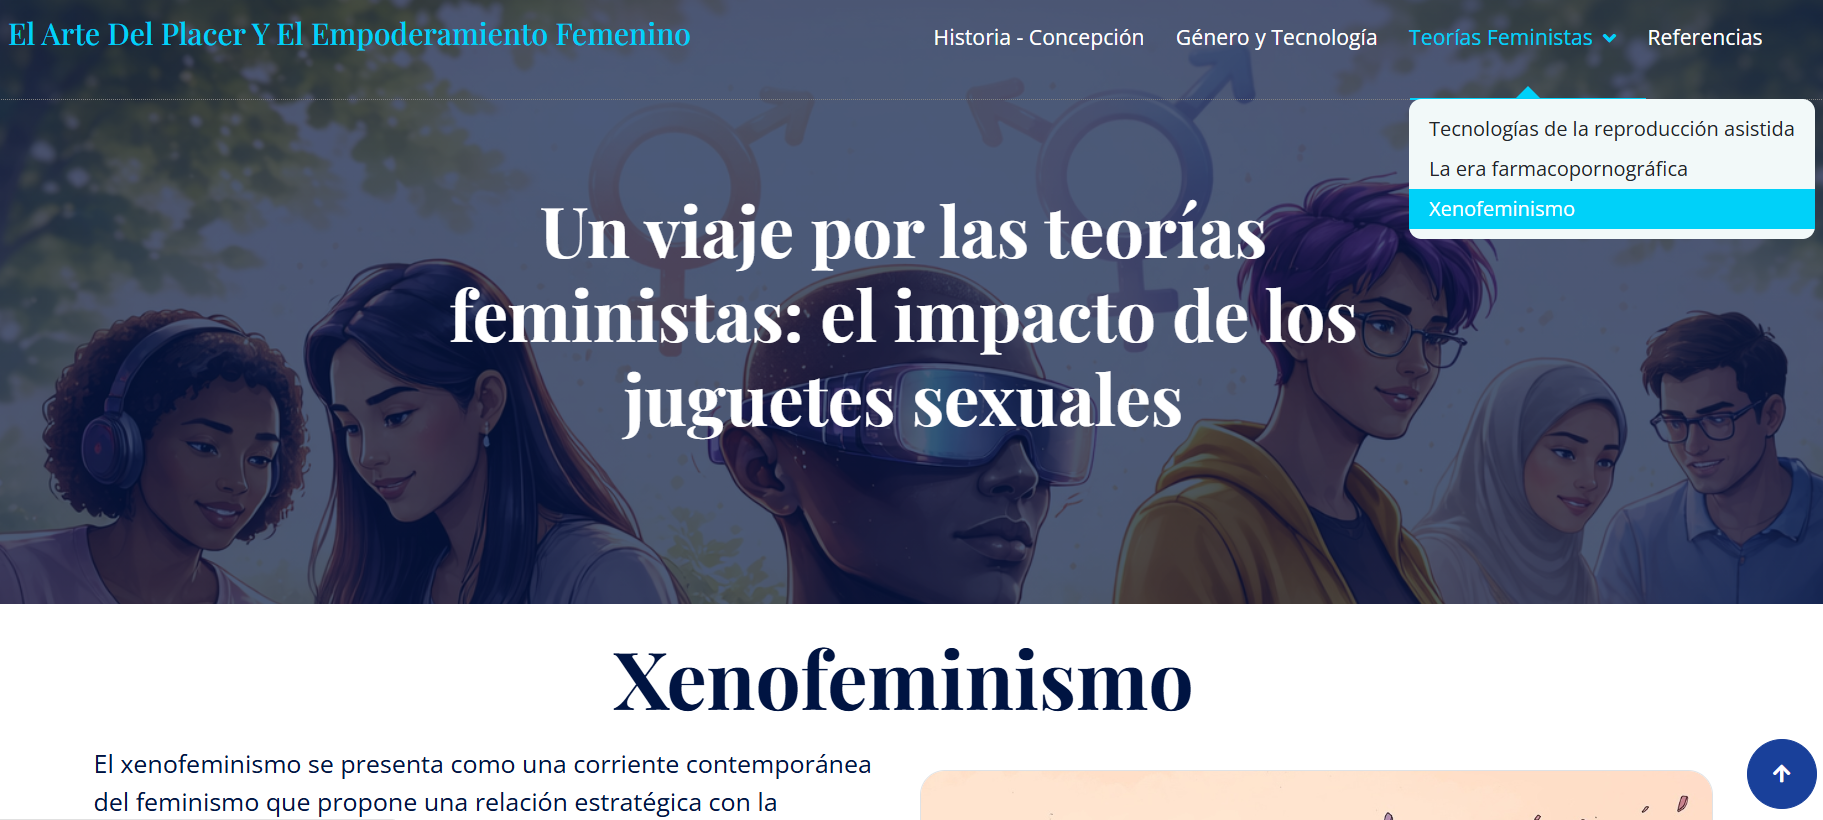 El Arte Del Placer Y El Empoderamiento Femenino
Historia - Concepción
Género y Tecnología
Teorías Feministas
Referencias
Tecnologías de la reproducción asistida
La era farmacopornográfica
Xenofeminismo
Un viaje por las teorías
feministas: el impacto de los
juguetes sexuales
Xenofeminismo
El xenofeminismo se presenta como una corriente contemporánea
del feminismo que propone una relación estratégica con la